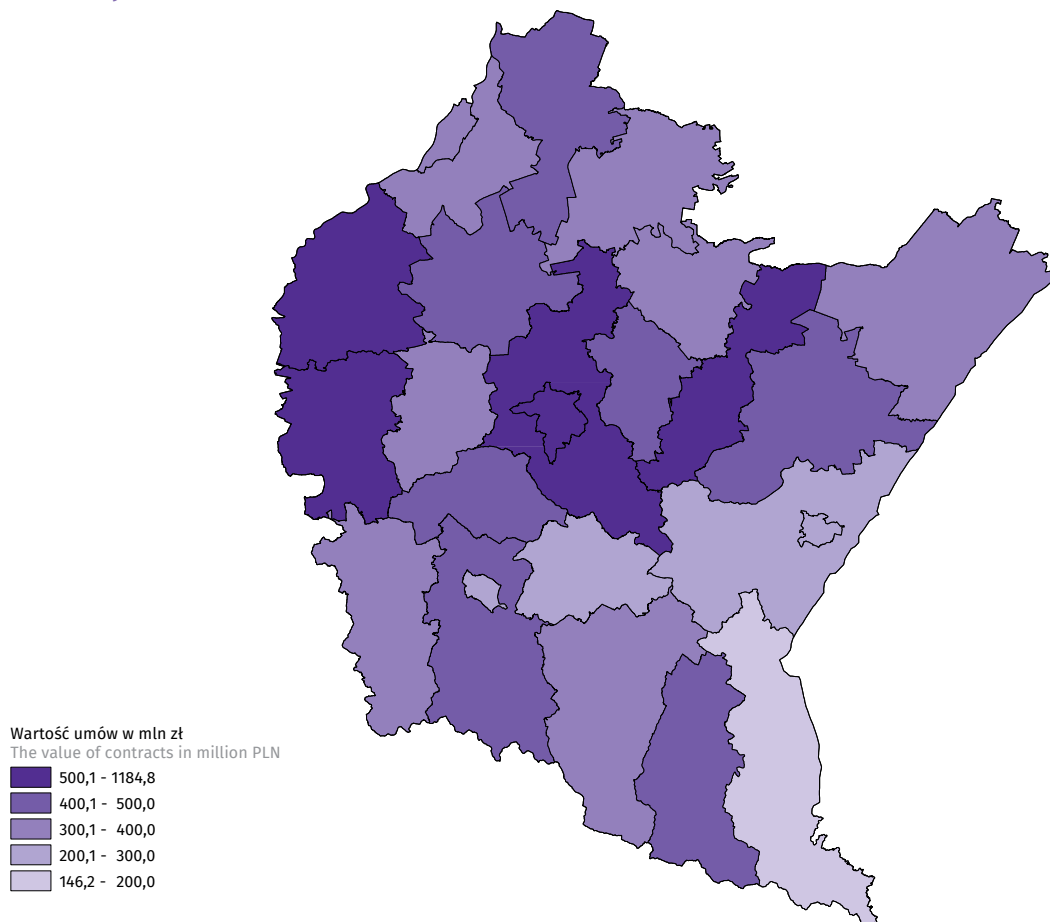 Wartość umów w mln zł
The value of contracts in million PLN
500,1 - 1184,8
400,1 - 500,0
300,1 - 400,0
200,1 - 300,0
146,2 - 200,0